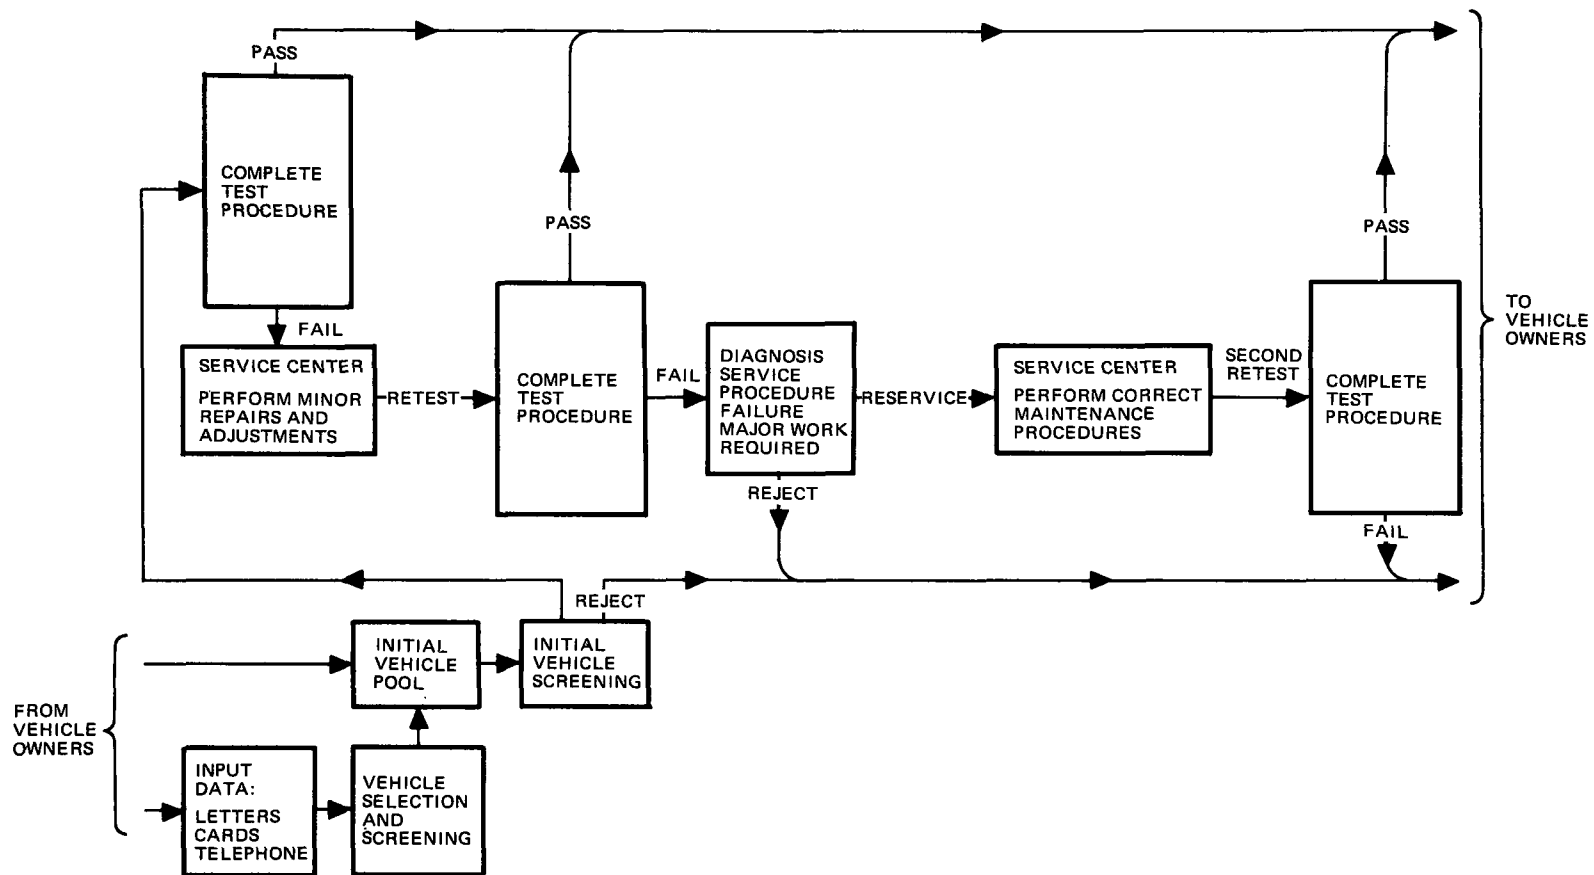 PASS
COMPLETE
TEST
PROCEDURE
FAIL
SERVICE CENTER
PERFORM MINOR
REPAIRS AND
ADJUSTMENTS
RETEST
PASS
COMPLETE
TEST
PROCEDURE
FAIL
DIAGNOSIS
SERVICE
PROCEDURE
FAILURE
MAJOR WORK
REQUIRED
REJECT
RESERVICE
SERVICE CENTER
PERFORM CORRECT
MAINTENANCE
PROCEDURES
SECOND
RETEST
PASS
COMPLETE
TEST
PROCEDURE
FAIL
TO
VEHICLE
OWNERS
REJECT
INITIAL
VEHICLE
POOL
INITIAL
VEHICLE
SCREENING
FROM
VEHICLE
OWNERS
INPUT
DATA:
LETTERS
CARDS
TELEPHONE
VEHICLE
SELECTION
AND
SCREENING